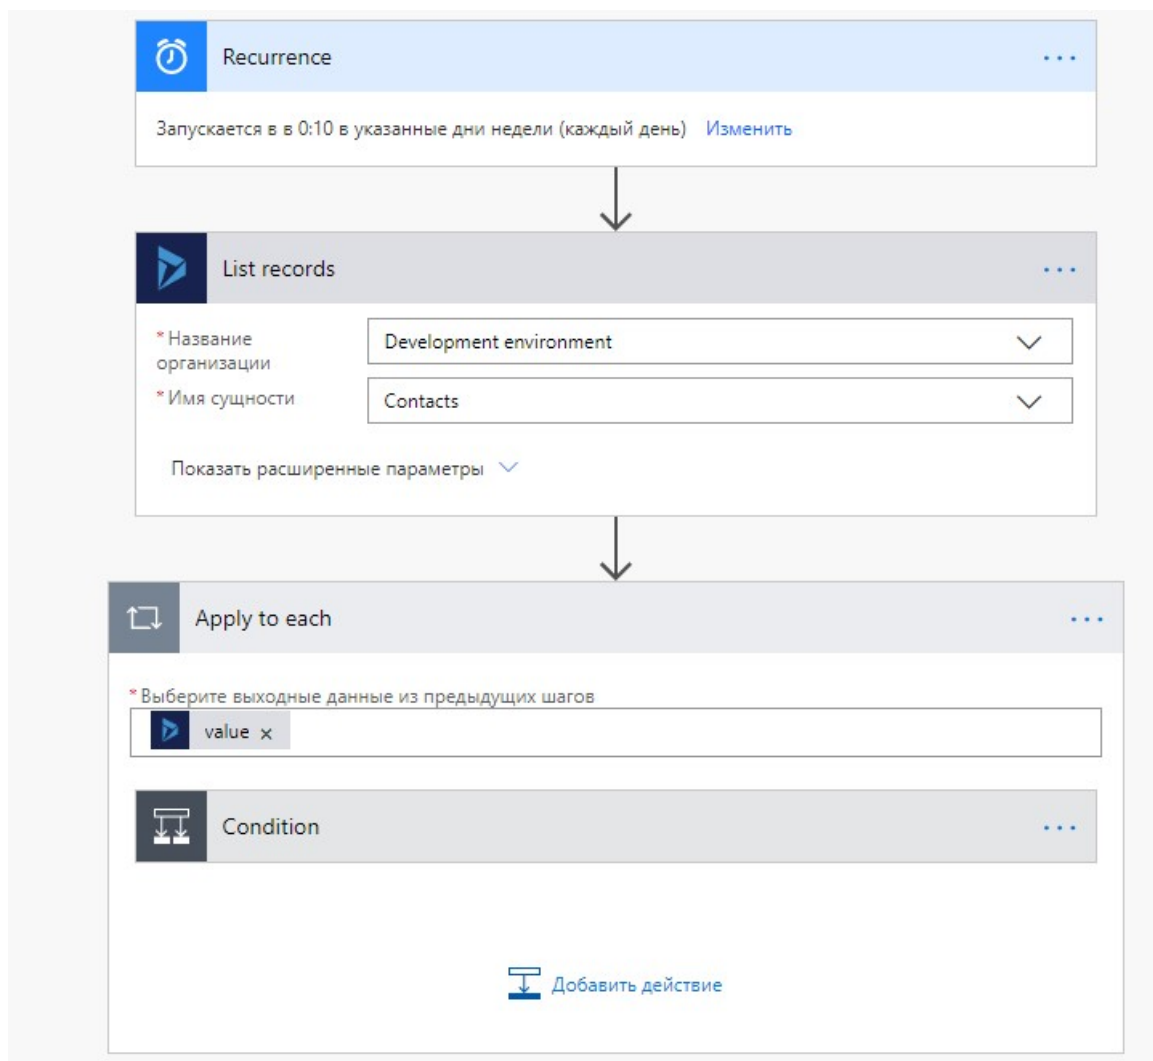 Recurrence
Запускается в в 0:10 в указанные дни недели (каждый день) Изменить
List records
* Название
организации
Development environment
* Имя сущности
Contacts
Показать расширенные параметры
Apply to each
* Выберите выходные данные из предыдущих шагов
value ×
Condition
Добавить действие